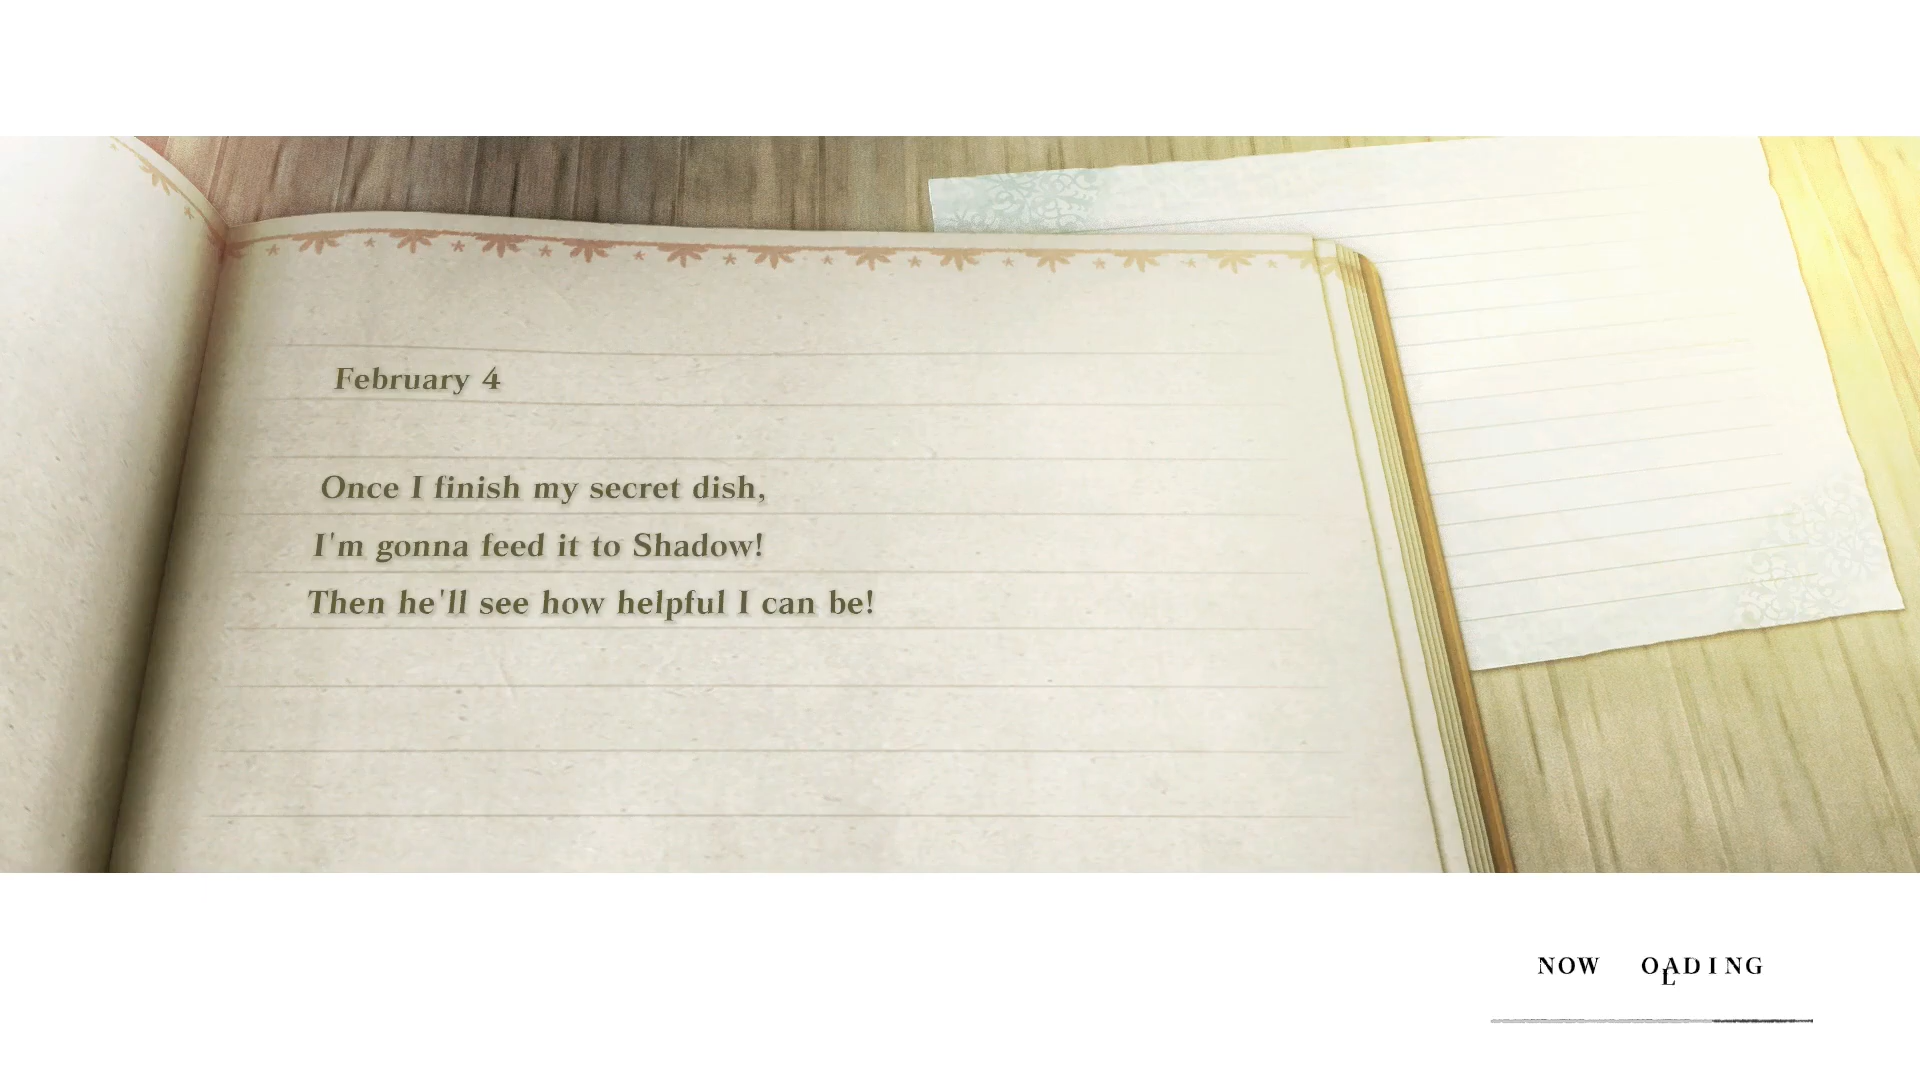 February 4
Once I finish my secret dish,
I'm gonna feed it to Shadow!
Then he'll see how helpful I can be!
NOW LOADING